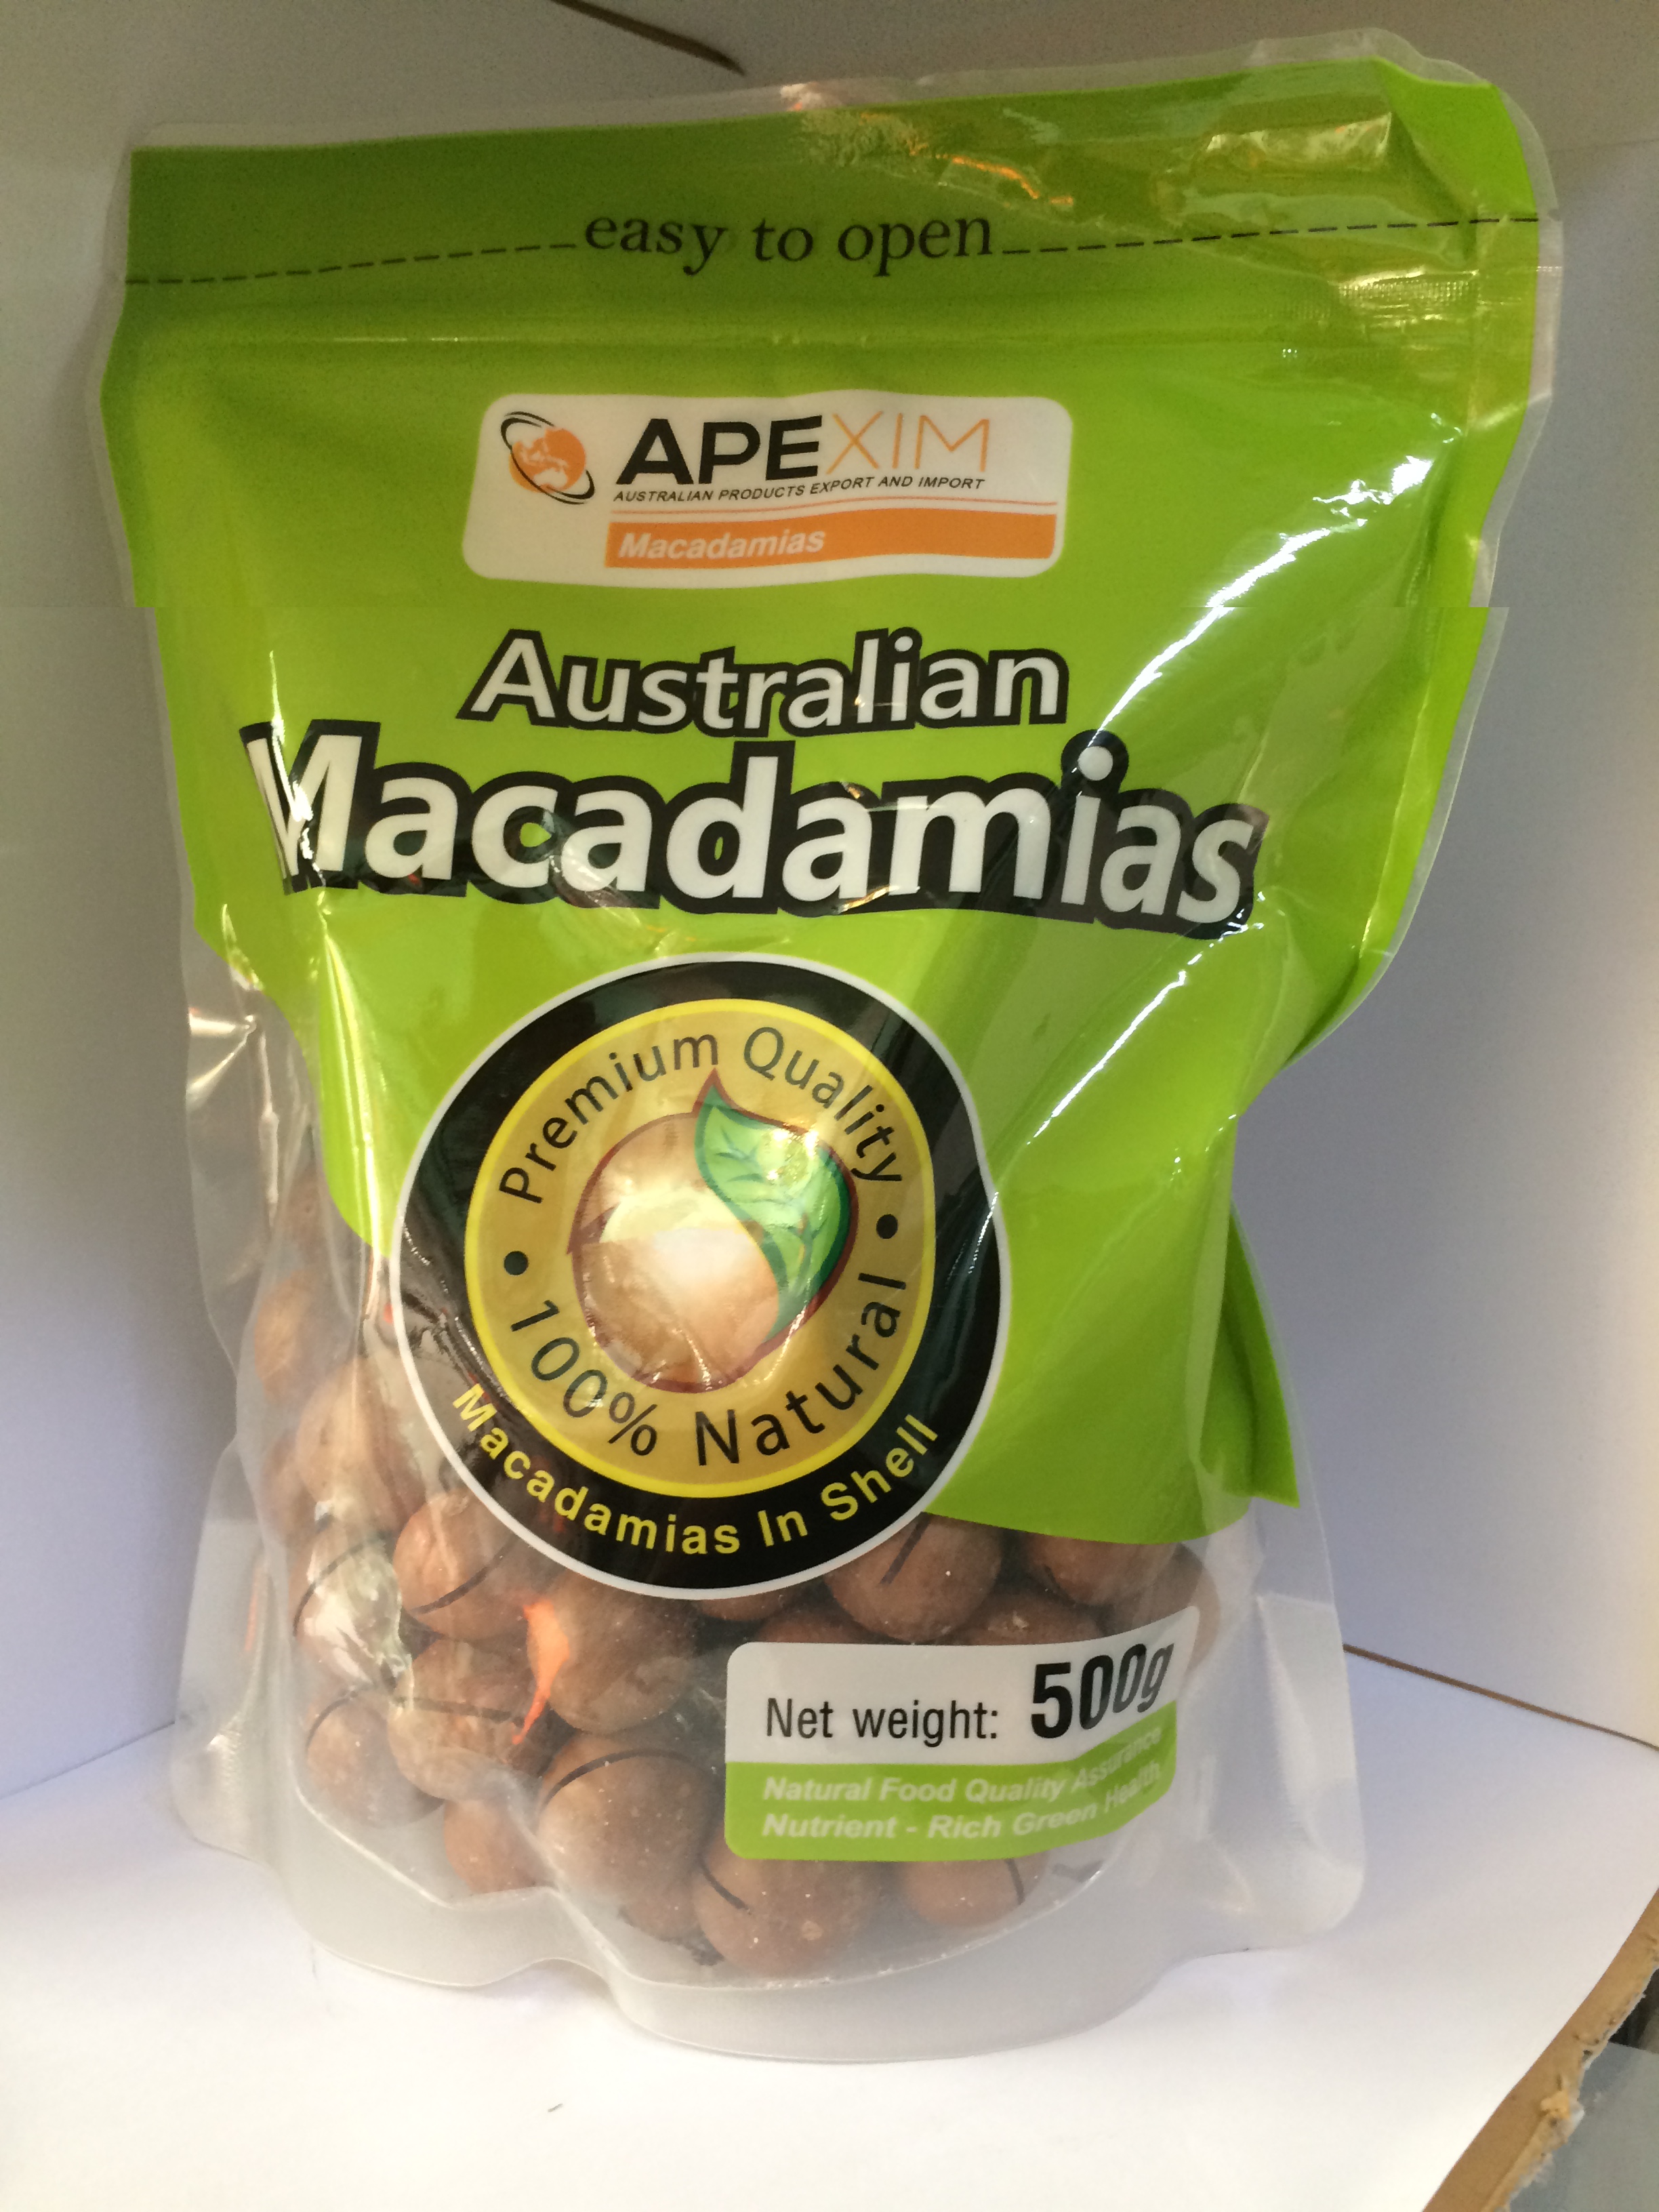 easy to open
APEXIM
AUSTRALIAN PRODUCTS EXPORT AND IMPORT
Macadamias
Australian
Macadamias
Premium Quality
100% Natural
Macadamias In Shell
Net weight: 500g
Natural Food Quality Assurance
Nutrient - Rich Green Health